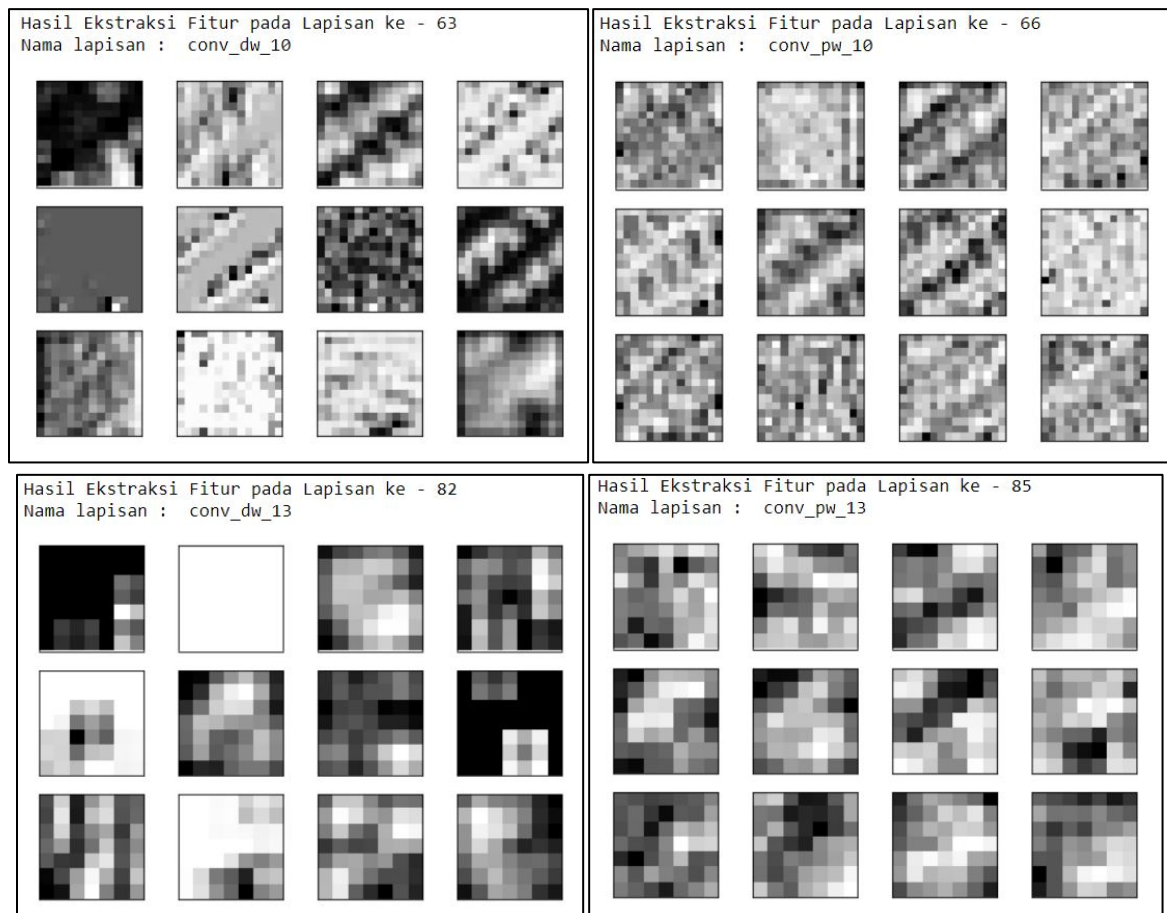 Hasil Ekstraksi Fitur pada Lapisan ke - 63
Nama lapisan :  conv_dw_10
Hasil Ekstraksi Fitur pada Lapisan ke - 66
Nama lapisan :  conv_pw_10
Hasil Ekstraksi Fitur pada Lapisan ke - 82
Nama lapisan :  conv_dw_13
Hasil Ekstraksi Fitur pada Lapisan ke - 85
Nama lapisan :  conv_pw_13